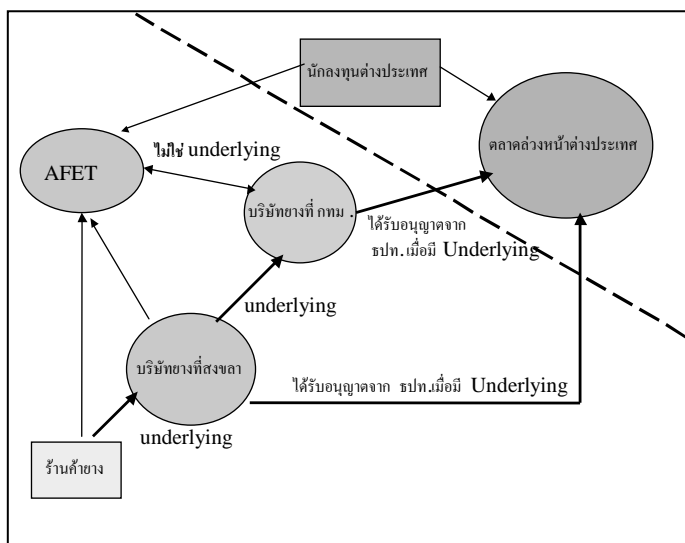 นักลงทุนต่างประเทศ
ตลาดล่วงหน้าต่างประเทศ
ไม่ใช่ underlying
AFET
บริษัทยางที่ กทม .
ได้รับอนุญาตจาก
ธปท.เมื่อมี Underlying
underlying
บริษัทยางที่สงขลา
ได้รับอนุญาตจาก ธปท.เมื่อมี Underlying
underlying
ร้านค้ายาง